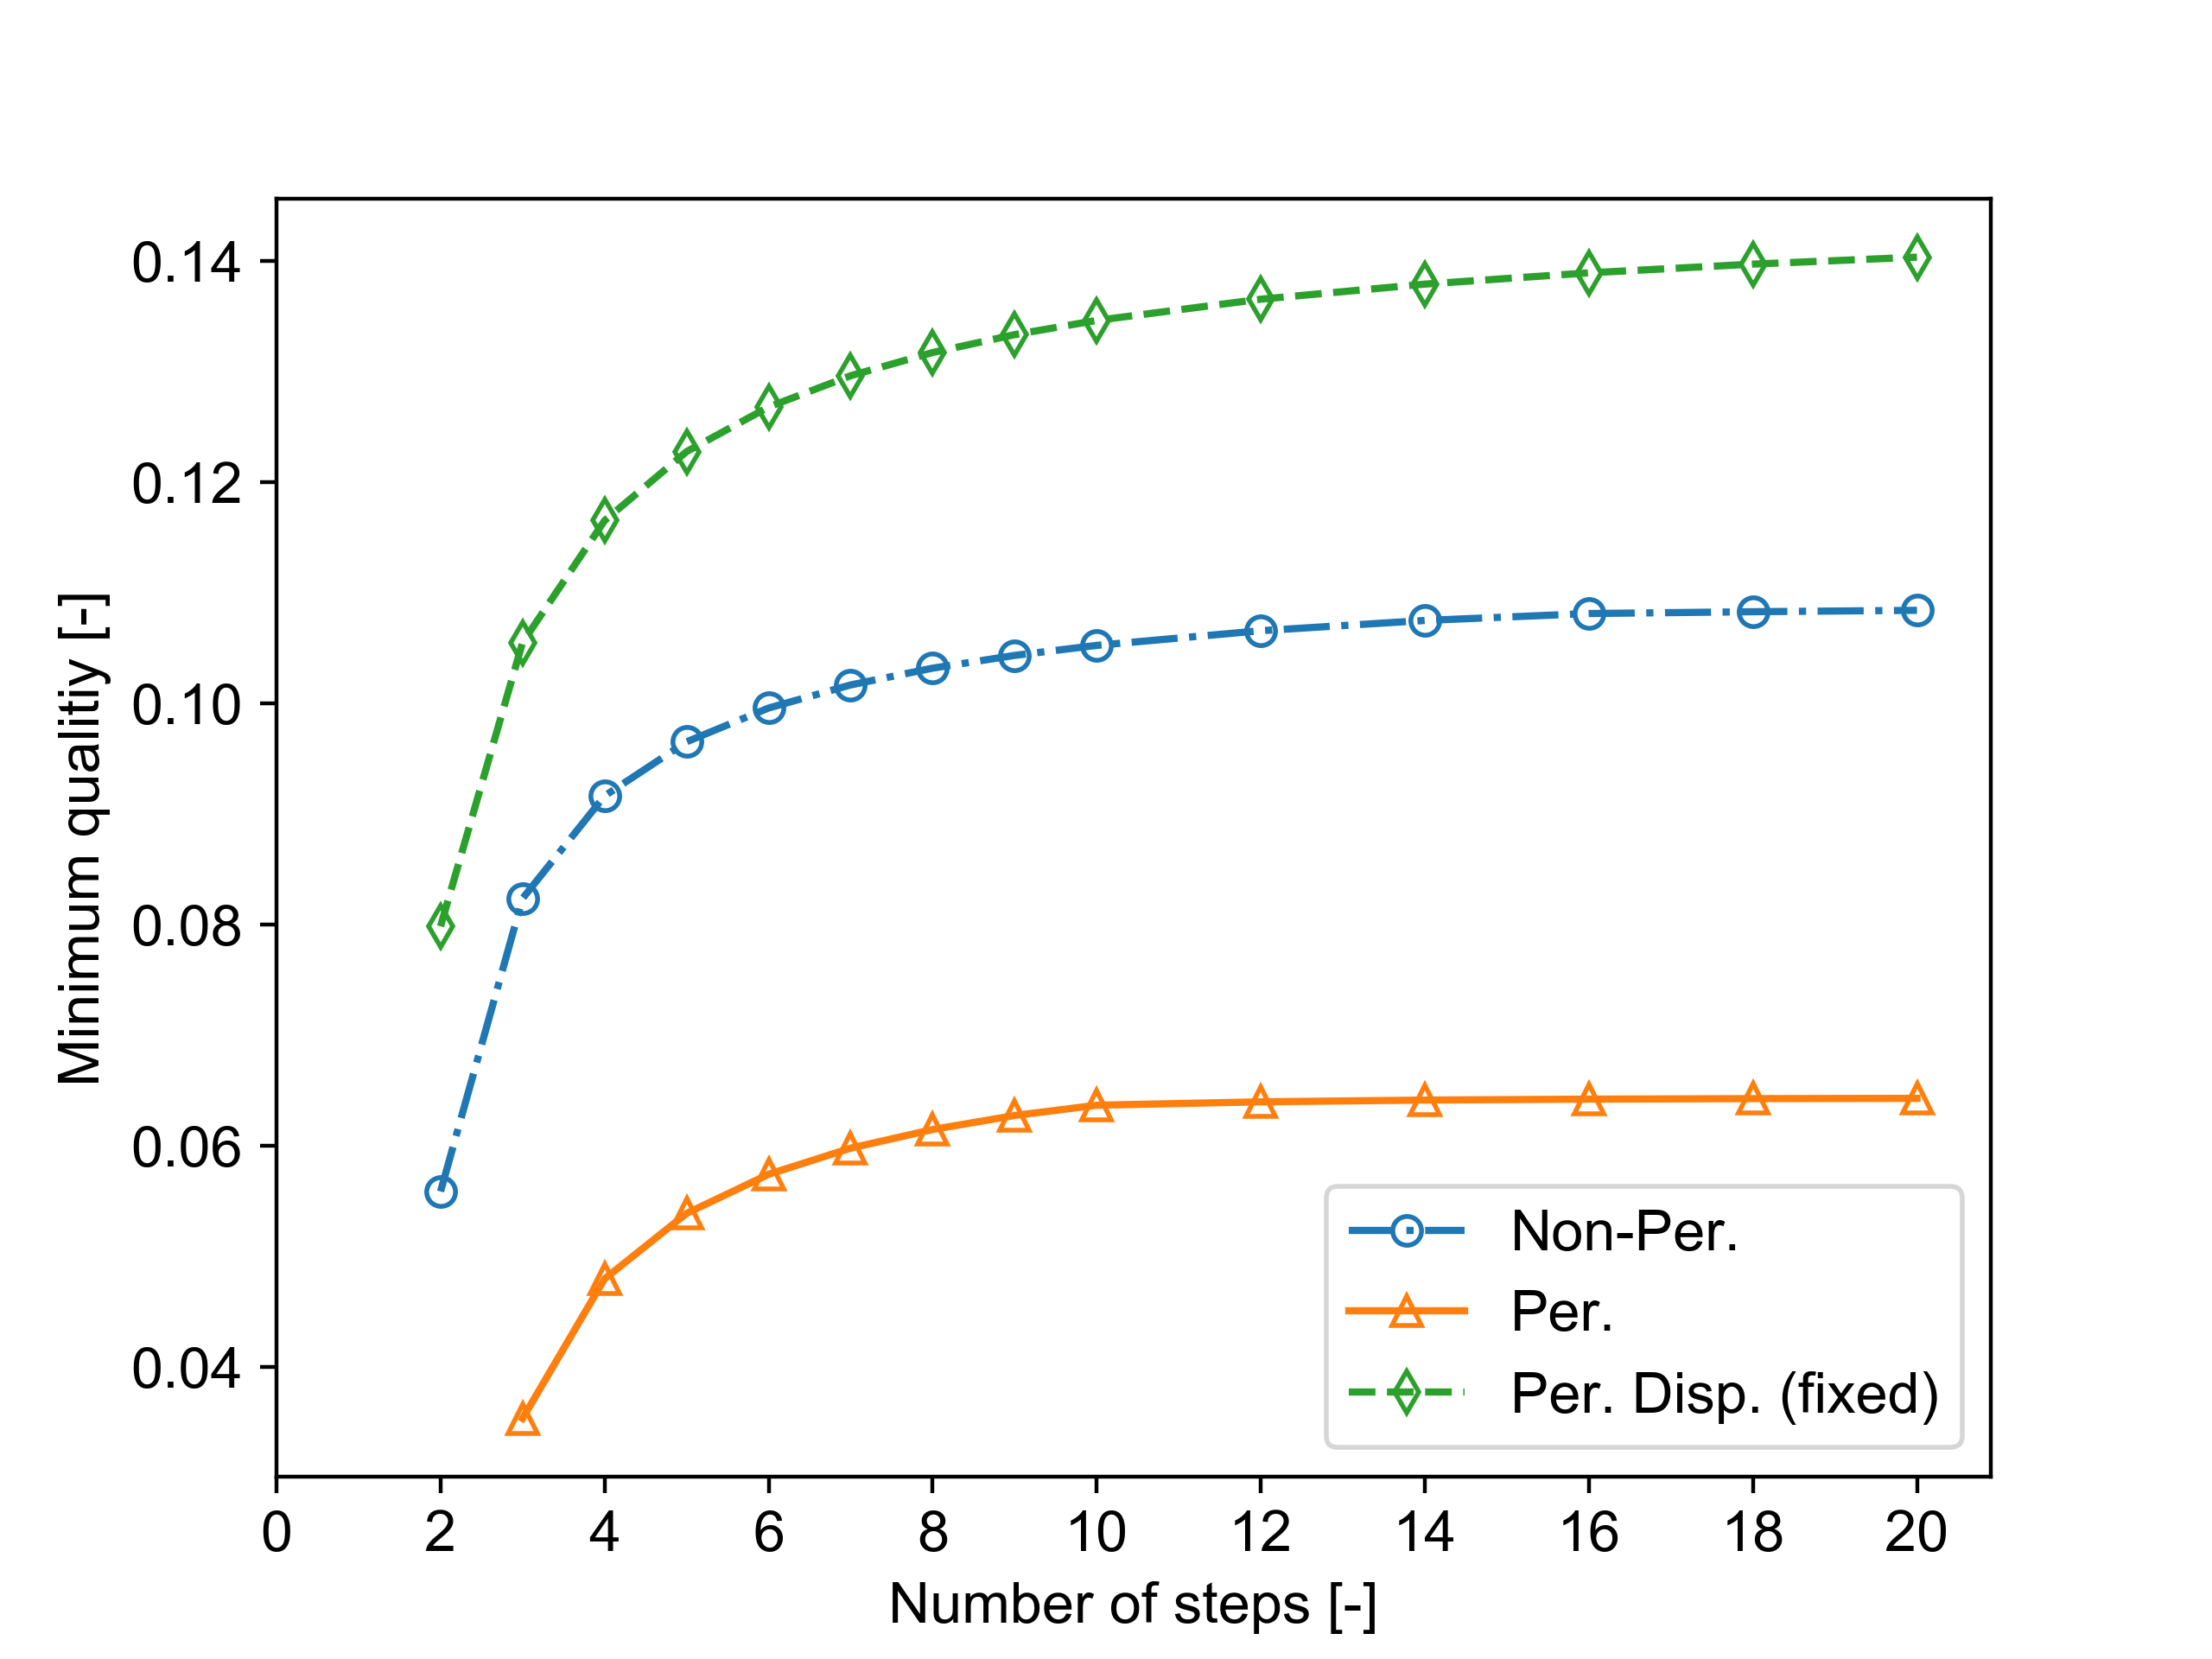 0.14
0.12
0.10
0.08
0.06
0.04
Minimum qualitiy [-]
0 2 4 6 8 10 12 14 16 18 20
Number of steps [-]
Non-Per.
Per.
Per. Disp. (fixed)